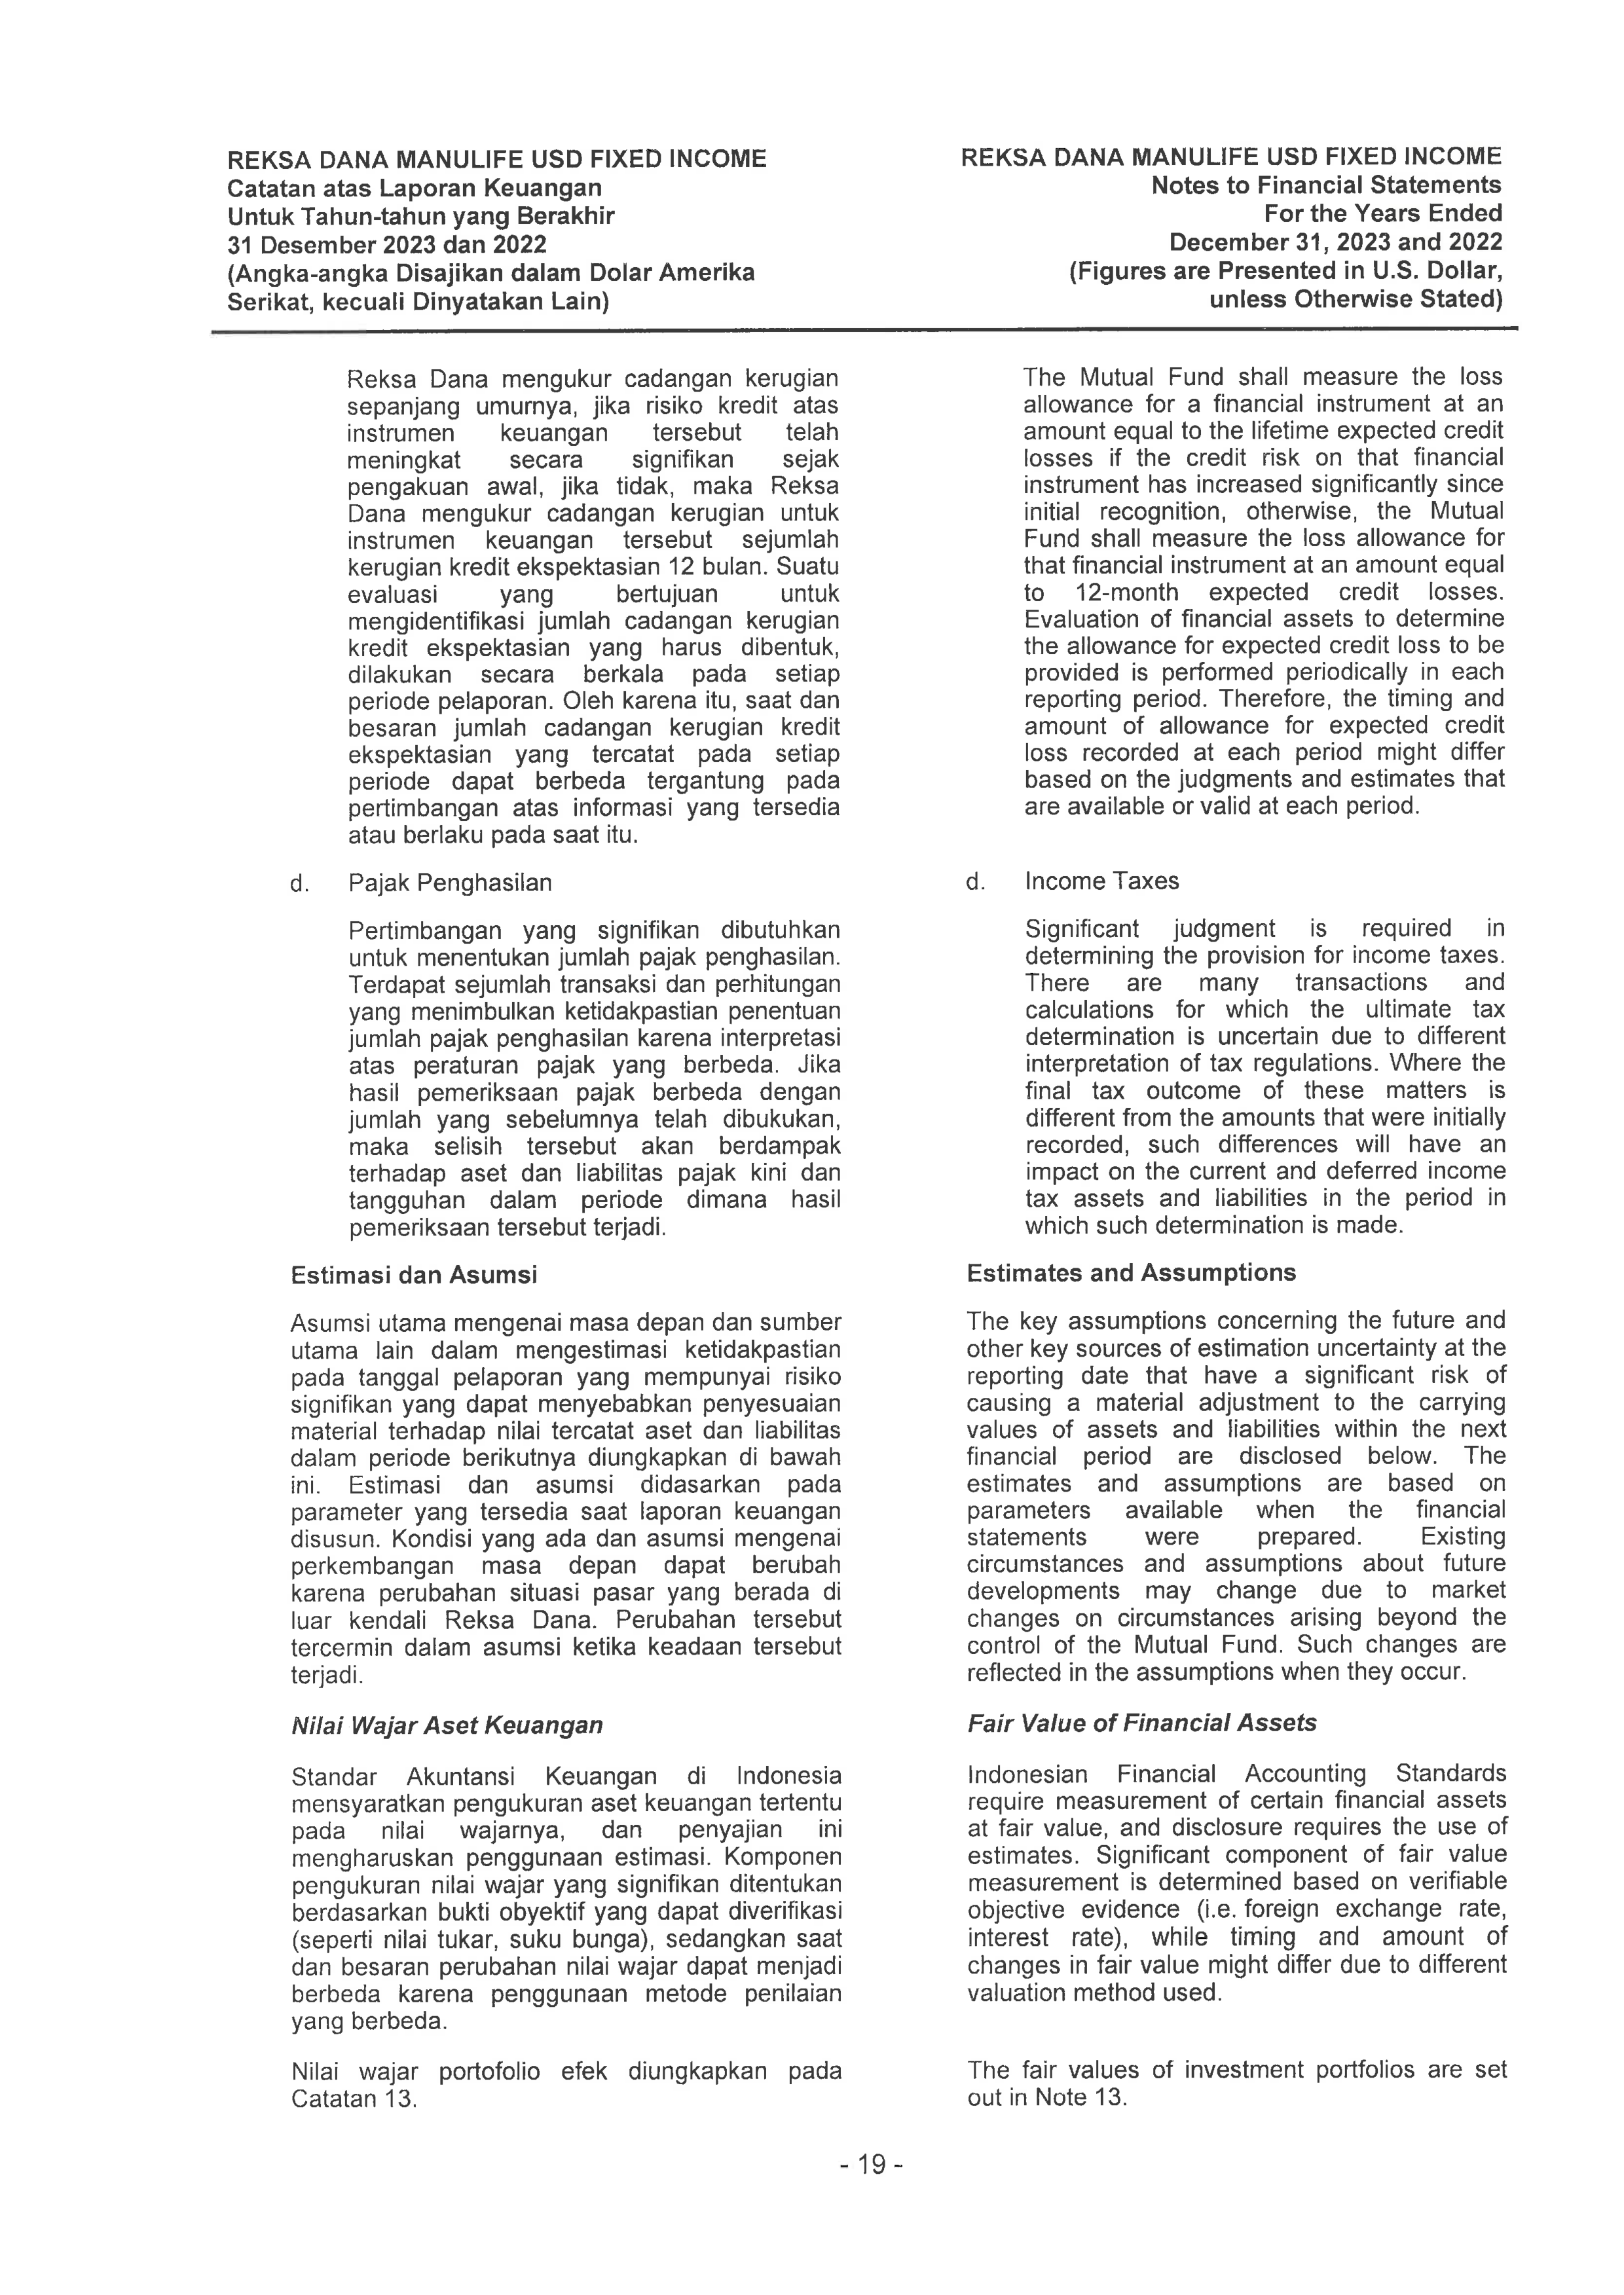 REKSA DANA MANULIFE USD FIXED INCOME
Catatan atas Laporan Keuangan
Untuk Tahun-tahun yang Berakhir
31 Desember 2023 dan 2022
(Angka-angka Disajikan dalam Dolar Amerika
Serikat, kecuali Dinyatakan Lain)
REKSA DANA MANULIFE USD FIXED INCOME
Notes to Financial Statements
For the Years Ended
December 31, 2023 and 2022
(Figures are Presented in U.S. Dollar,
unless Otherwise Stated)
Reksa Dana mengukur cadangan kerugian
sepanjang umurnya, jika risiko kredit atas
instrumen keuangan tersebut telah
meningkat secara signifikan sejak
pengakuan awal, jika tidak, maka Reksa
Dana mengukur cadangan kerugian untuk
instrumen keuangan tersebut sejumlah
kerugian kredit ekspektasian 12 bulan. Suatu
evaluasi yang bertujuan untuk
mengidentifikasi jumlah cadangan kerugian
kredit ekspektasian yang harus dibentuk,
dilakukan secara berkala pada setiap
periode pelaporan. Oleh karena itu, saat dan
besaran jumlah cadangan kerugian kredit
ekspektasian yang tercatat pada setiap
periode dapat berbeda tergantung pada
pertimbangan atas informasi yang tersedia
atau berlaku pada saat itu.
d. Pajak Penghasilan
Pertimbangan yang signifikan dibutuhkan
untuk menentukan jumlah pajak penghasilan.
Terdapat sejumlah transaksi dan perhitungan
yang menimbulkan ketidakpastian penentuan
jumlah pajak penghasilan karena interpretasi
atas peraturan pajak yang berbeda. Jika
hasil pemeriksaan pajak berbeda dengan
jumlah yang sebelumnya telah dibukukan,
maka selisih tersebut akan berdampak
terhadap aset dan liabilitas pajak kini dan
tangguhan dalam periode dimana hasil
pemeriksaan tersebut terjadi.
Estimasi dan Asumsi
Asumsi utama mengenai masa depan dan sumber
utama lain dalam mengestimasi ketidakpastian
pada tanggal pelaporan yang mempunyai risiko
signifikan yang dapat menyebabkan penyesuaian
material terhadap nilai tercatat aset dan liabilitas
dalam periode berikutnya diungkapkan di bawah
ini. Estimasi dan asumsi didasarkan pada
parameter yang tersedia saat laporan keuangan
disusun. Kondisi yang ada dan asumsi mengenai
perkembangan masa depan dapat berubah
karena perubahan situasi pasar yang berada di
luar kendali Reksa Dana. Perubahan tersebut
tercermin dalam asumsi ketika keadaan tersebut
terjadi.
Nilai Wajar Aset Keuangan
Standar Akuntansi Keuangan di Indonesia
mensyaratkan pengukuran aset keuangan tertentu
pada nilai wajarnya, dan penyajian ini
mengharuskan penggunaan estimasi. Komponen
pengukuran nilai wajar yang signifikan ditentukan
berdasarkan bukti obyektif yang dapat diverifikasi
(seperti nilai tukar, suku bunga), sedangkan saat
dan besaran perubahan nilai wajar dapat menjadi
berbeda karena penggunaan metode penilaian
yang berbeda.
Nilai wajar portofolio efek diungkapkan pada
Catatan 13.
The Mutual Fund shall measure the loss
allowance for a financial instrument at an
amount equal to the lifetime expected credit
losses if the credit risk on that financial
instrument has increased significantly since
initial recognition, otherwise, the Mutual
Fund shall measure the loss allowance for
that financial instrument at an amount equal
to 12-month expected credit losses.
Evaluation of financial assets to determine
the allowance for expected credit loss to be
provided is performed periodically in each
reporting period. Therefore, the timing and
amount of allowance for expected credit
loss recorded at each period might differ
based on the judgments and estimates that
are available or valid at each period.
d. Income Taxes
Significant judgment is required in
determining the provision for income taxes.
There are many transactions and
calculations for which the ultimate tax
determination is uncertain due to different
interpretation of tax regulations. Where the
final tax outcome of these matters is
different from the amounts that were initially
recorded, such differences will have an
impact on the current and deferred income
tax assets and liabilities in the period in
which such determination is made.
Estimates and Assumptions
The key assumptions concerning the future and
other key sources of estimation uncertainty at the
reporting date that have a significant risk of
causing a material adjustment to the carrying
values of assets and liabilities within the next
financial period are disclosed below. The
estimates and assumptions are based on
parameters available when the financial
statements were prepared. Existing
circumstances and assumptions about future
developments may change due to market
changes on circumstances arising beyond the
control of the Mutual Fund. Such changes are
reflected in the assumptions when they occur.
Fair Value of Financial Assets
Indonesian Financial Accounting Standards
require measurement of certain financial assets
at fair value, and disclosure requires the use of
estimates. Significant component of fair value
measurement is determined based on verifiable
objective evidence (i.e. foreign exchange rate,
interest rate), while timing and amount of
changes in fair value might differ due to different
valuation method used.
The fair values of investment portfolios are set
out in Note 13.
- 19 -